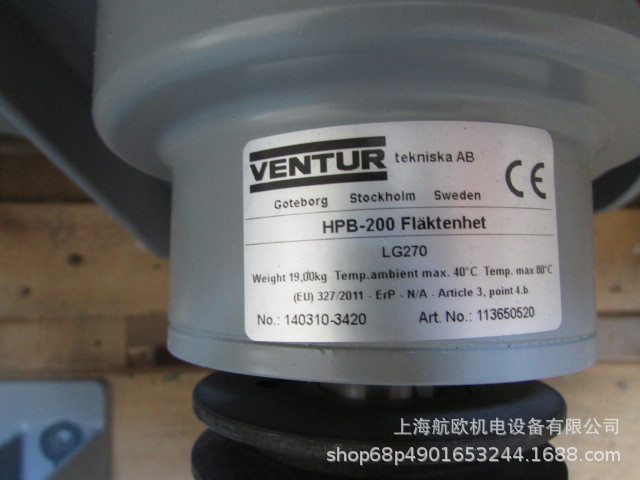 VENTUR tekniska AB
Goteborg Stockholm Sweden
CE
HPB-200 Fläktenhet
LG270
Weight 19,00kg Temp.ambient max. 40°C Temp. max 80°C
(EU) 327/2011 - ErP - N/A - Article 3, point 4.b
No.: 140310-3420 Art. No.: 113650520
上海航欧机电设备有限公司
shop68p4901653244.1688.com